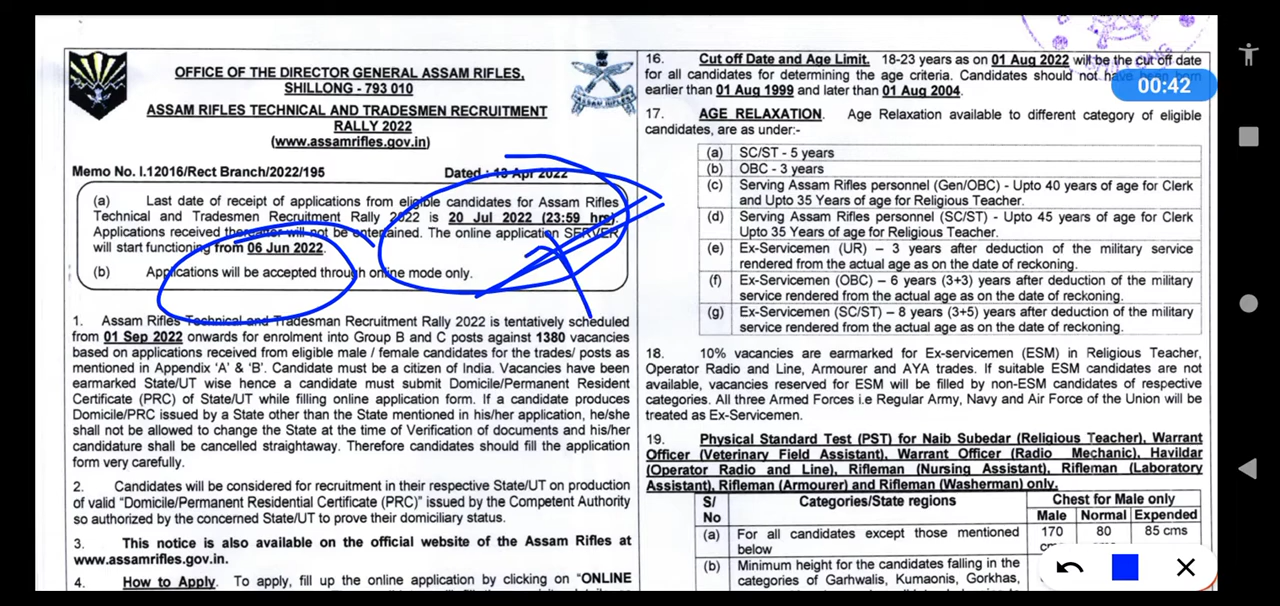 OFFICE OF THE DIRECTOR GENERAL ASSAM RIFLES,
SHILLONG - 793 010
ASSAM RIFLES TECHNICAL AND TRADESMEN RECRUITMENT
RALLY 2022
(www.assamrifles.gov.in)
ASSAM RIFLES
Memo No. I.12016/Rect Branch/2022/195 Dated : 13 Apr 2022
(a) Last date of receipt of applications from eligible candidates for Assam Rifles
Technical and Tradesmen Recruitment Rally 2022 is 20 Jul 2022 (23:59 hrs).
Applications received thereafter will not be entertained. The online application SERVER
will start functioning from 06 Jun 2022.
(b) Applications will be accepted through online mode only.
1. Assam Rifles Technical and Tradesman Recruitment Rally 2022 is tentatively scheduled
from 01 Sep 2022 onwards for enrolment into Group B and C posts against 1380 vacancies
based on applications received from eligible male / female candidates for the trades/ posts as
mentioned in Appendix 'A' & 'B'. Candidate must be a citizen of India. Vacancies have been
earmarked State/UT wise hence a candidate must submit Domicile/Permanent Resident
Certificate (PRC) of State/UT while filling online application form. If a candidate produces
Domicile/PRC issued by a State other than the State mentioned in his/her application, he/she
shall not be allowed to change the State at the time of Verification of documents and his/her
candidature shall be cancelled straightaway. Therefore candidates should fill the application
form very carefully.
2. Candidates will be considered for recruitment in their respective State/UT on production
of valid "Domicile/Permanent Residential Certificate (PRC)" issued by the Competent Authority
so authorized by the concerned State/UT to prove their domiciliary status.
3. This notice is also available on the official website of the Assam Rifles at
www.assamrifles.gov.in.
4. How to Apply. To apply, fill up the online application by clicking on "ONLINE
16. Cut off Date and Age Limit. 18-23 years as on 01 Aug 2022 will be the cut off date
for all candidates for determining the age criteria. Candidates should not have been born
earlier than 01 Aug 1999 and later than 01 Aug 2004.
00:42
17. AGE RELAXATION. Age Relaxation available to different category of eligible
candidates, are as under:-
(a) SC/ST - 5 years
(b) OBC - 3 years
(c) Serving Assam Rifles personnel (Gen/OBC) - Upto 40 years of age for Clerk
and Upto 35 Years of age for Religious Teacher.
(d) Serving Assam Rifles personnel (SC/ST) - Upto 45 years of age for Clerk
Upto 35 Years of age for Religious Teacher.
(e) Ex-Servicemen (UR) – 3 years after deduction of the military service
rendered from the actual age as on the date of reckoning.
(f) Ex-Servicemen (OBC) – 6 years (3+3) years after deduction of the military
service rendered from the actual age as on the date of reckoning.
(g) Ex-Servicemen (SC/ST) – 8 years (3+5) years after deduction of the military
service rendered from the actual age as on the date of reckoning.
18. 10% vacancies are earmarked for Ex-servicemen (ESM) in Religious Teacher,
Operator Radio and Line, Armourer and AYA trades. If suitable ESM candidates are not
available, vacancies reserved for ESM will be filled by non-ESM candidates of respective
categories. All three Armed Forces i.e Regular Army, Navy and Air Force of the Union will be
treated as Ex-Servicemen.
19. Physical Standard Test (PST) for Naib Subedar (Religious Teacher), Warrant
Officer (Veterinary Field Assistant), Warrant Officer (Radio Mechanic), Havildar
(Operator Radio and Line), Rifleman (Nursing Assistant), Rifleman (Laboratory
Assistant), Rifleman (Armourer) and Rifleman (Washerman) only.
S/ No Categories/State regions Chest for Male only
Male Normal Expended
(a) For all candidates except those mentioned 170 80 85 cms
below
(b) Minimum height for the candidates falling in the
categories of Garhwalis, Kumaonis, Gorkhas,